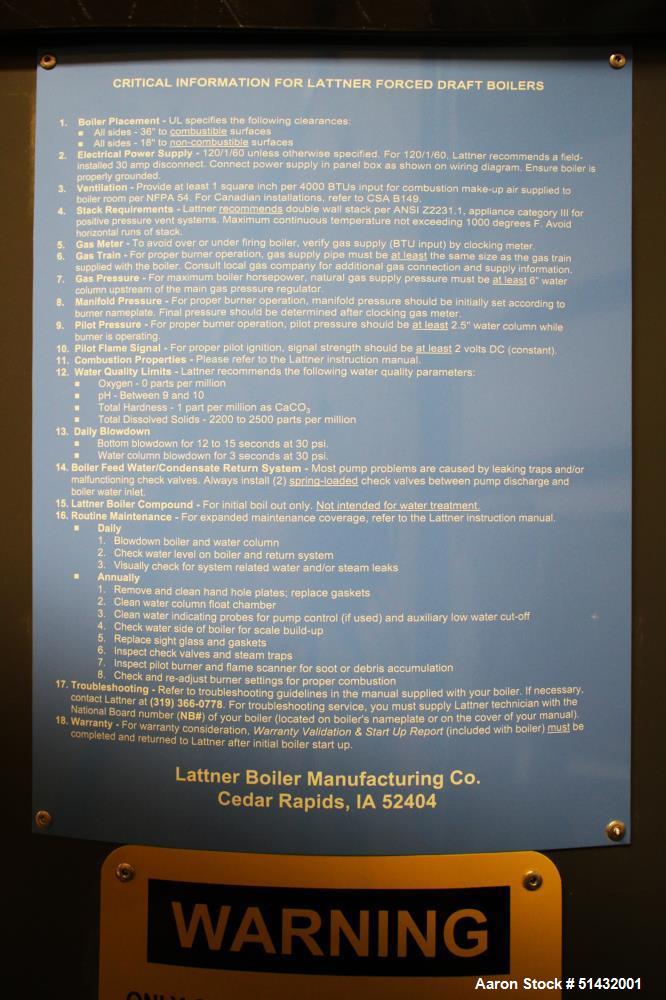 CRITICAL INFORMATION FOR LATTNER FORCED DRAFT BOILERS
1. Boiler Placement - UL specifies the following clearances:
▪ All sides - 36" to combustible surfaces
▪ All sides - 18" to non-combustible surfaces
2. Electrical Power Supply - 120/1/60 unless otherwise specified. For 120/1/60, Lattner recommends a field-
installed 30 amp disconnect. Connect power supply in panel box as shown on wiring diagram. Ensure boiler is
properly grounded.
3. Ventilation - Provide at least 1 square inch per 4000 BTUs input for combustion make-up air supplied to
boiler room per NFPA 54. For Canadian installations, refer to CSA B149.
4. Stack Requirements - Lattner recommends double wall stack per ANSI Z2231.1, appliance category III for
positive pressure vent systems. Maximum continuous temperature not exceeding 1000 degrees F. Avoid
horizontal runs of stack.
5. Gas Meter - To avoid over or under firing boiler, verify gas supply (BTU input) by clocking meter.
6. Gas Train - For proper burner operation, gas supply pipe must be at least the same size as the gas train
supplied with the boiler. Consult local gas company for additional gas connection and supply information.
7. Gas Pressure - For maximum boiler horsepower, natural gas supply pressure must be at least 6" water
column upstream of the main gas pressure regulator.
8. Manifold Pressure - For proper burner operation, manifold pressure should be initially set according to
burner nameplate. Final pressure should be determined after clocking gas meter.
9. Pilot Pressure - For proper burner operation, pilot pressure should be at least 2.5" water column while
burner is operating.
10. Pilot Flame Signal - For proper pilot ignition, signal strength should be at least 2 volts DC (constant).
11. Combustion Properties - Please refer to the Lattner instruction manual.
12. Water Quality Limits - Lattner recommends the following water quality parameters:
▪ Oxygen - 0 parts per million
▪ pH - Between 9 and 10
▪ Total Hardness - 1 part per million as CaCO₃
▪ Total Dissolved Solids - 2200 to 2500 parts per million
13. Daily Blowdown
▪ Bottom blowdown for 12 to 15 seconds at 30 psi.
▪ Water column blowdown for 3 seconds at 30 psi.
14. Boiler Feed Water/Condensate Return System - Most pump problems are caused by leaking traps and/or
malfunctioning check valves. Always install (2) spring-loaded check valves between pump discharge and
boiler water inlet.
15. Lattner Boiler Compound - For initial boil out only. Not intended for water treatment.
16. Routine Maintenance - For expanded maintenance coverage, refer to the Lattner instruction manual.
▪ Daily
1. Blowdown boiler and water column
2. Check water level on boiler and return system
3. Visually check for system related water and/or steam leaks
▪ Annually
1. Remove and clean hand hole plates; replace gaskets
2. Clean water column float chamber
3. Clean water indicating probes for pump control (if used) and auxiliary low water cut-off
4. Check water side of boiler for scale build-up
5. Replace sight glass and gaskets
6. Inspect check valves and steam traps
7. Inspect pilot burner and flame scanner for soot or debris accumulation
8. Check and re-adjust burner settings for proper combustion
17. Troubleshooting - Refer to troubleshooting guidelines in the manual supplied with your boiler. If necessary,
contact Lattner at (319) 366-0778. For troubleshooting service, you must supply Lattner technician with the
National Board number (NB#) of your boiler (located on boiler's nameplate or on the cover of your manual).
18. Warranty - For warranty consideration, Warranty Validation & Start Up Report (included with boiler) must be
completed and returned to Lattner after initial boiler start up.
Lattner Boiler Manufacturing Co.
Cedar Rapids, IA 52404
WARNING
Aaron Stock # 51432001